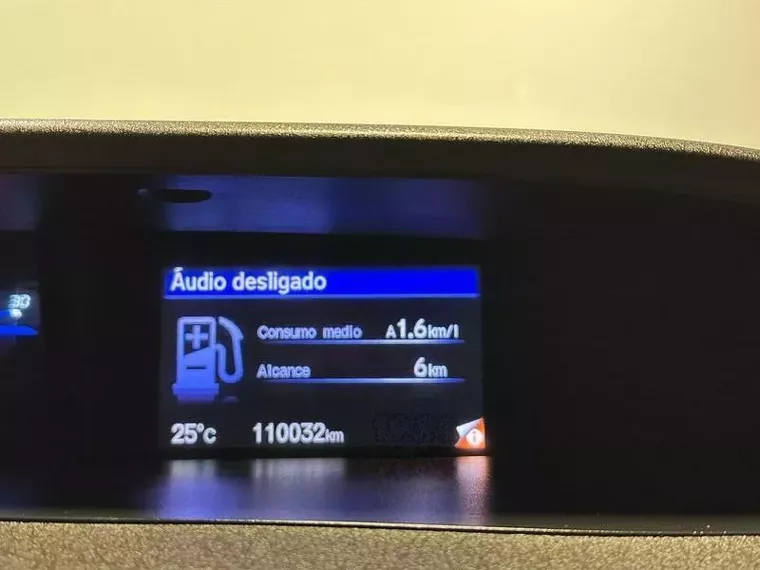 Áudio desligado
Consumo medio A1.6km/l
Alcance 6km
25°C 110032km